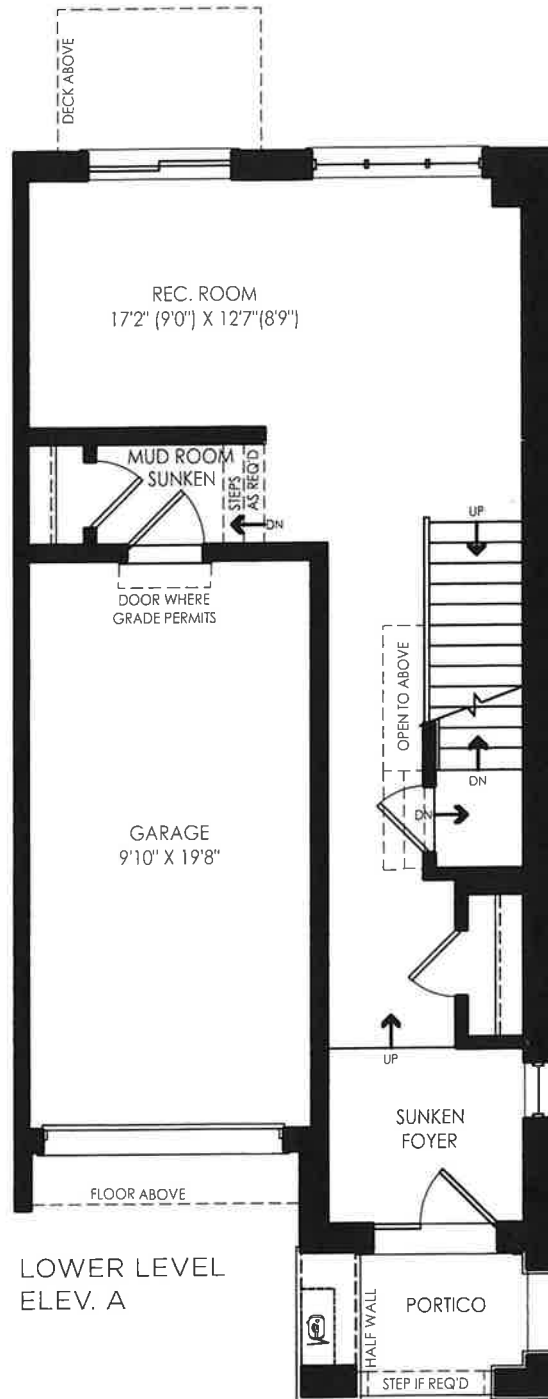 DECK ABOVE
REC. ROOM
17'2" (9'0") X 12'7"(8'9")
MUD ROOM
SUNKEN
STEPS
AS REQ'D
DN
UP
DOOR WHERE
GRADE PERMITS
OPEN TO ABOVE
DN
DN
GARAGE
9'10" X 19'8"
UP
SUNKEN
FOYER
FLOOR ABOVE
LOWER LEVEL
ELEV. A
HALF WALL
PORTICO
STEP IF REQ'D